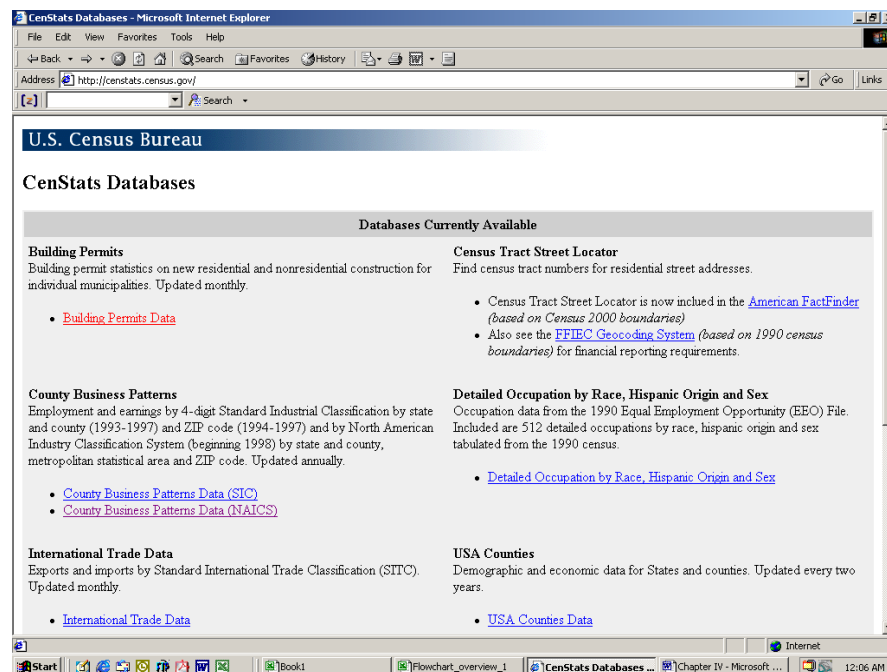 CenStats Databases - Microsoft Internet Explorer
File Edit View Favorites Tools Help
Back Search Favorites History
Address http://censtats.census.gov/ Go Links
[z] Search
U.S. Census Bureau
CenStats Databases
Databases Currently Available
Building Permits
Building permit statistics on new residential and nonresidential construction for
individual municipalities. Updated monthly.
Building Permits Data
Census Tract Street Locator
Find census tract numbers for residential street addresses.
Census Tract Street Locator is now inclued in the American FactFinder
(based on Census 2000 boundaries)
Also see the FFIEC Geocoding System (based on 1990 census
boundaries) for financial reporting requirements.
County Business Patterns
Employment and earnings by 4-digit Standard Industrial Classification by state
and county (1993-1997) and ZIP code (1994-1997) and by North American
Industry Classification System (beginning 1998) by state and county,
metropolitan statistical area and ZIP code. Updated annually.
County Business Patterns Data (SIC)
County Business Patterns Data (NAICS)
Detailed Occupation by Race, Hispanic Origin and Sex
Occupation data from the 1990 Equal Employment Opportunity (EEO) File.
Included are 512 detailed occupations by race, hispanic origin and sex
tabulated from the 1990 census.
Detailed Occupation by Race, Hispanic Origin and Sex
International Trade Data
Exports and imports by Standard International Trade Classification (SITC).
Updated monthly.
International Trade Data
USA Counties
Demographic and economic data for States and counties. Updated every two
years.
USA Counties Data
Internet
Start Book1 Flowchart_overview_1 CenStats Databases ... Chapter IV - Microsoft ... 12:06 AM